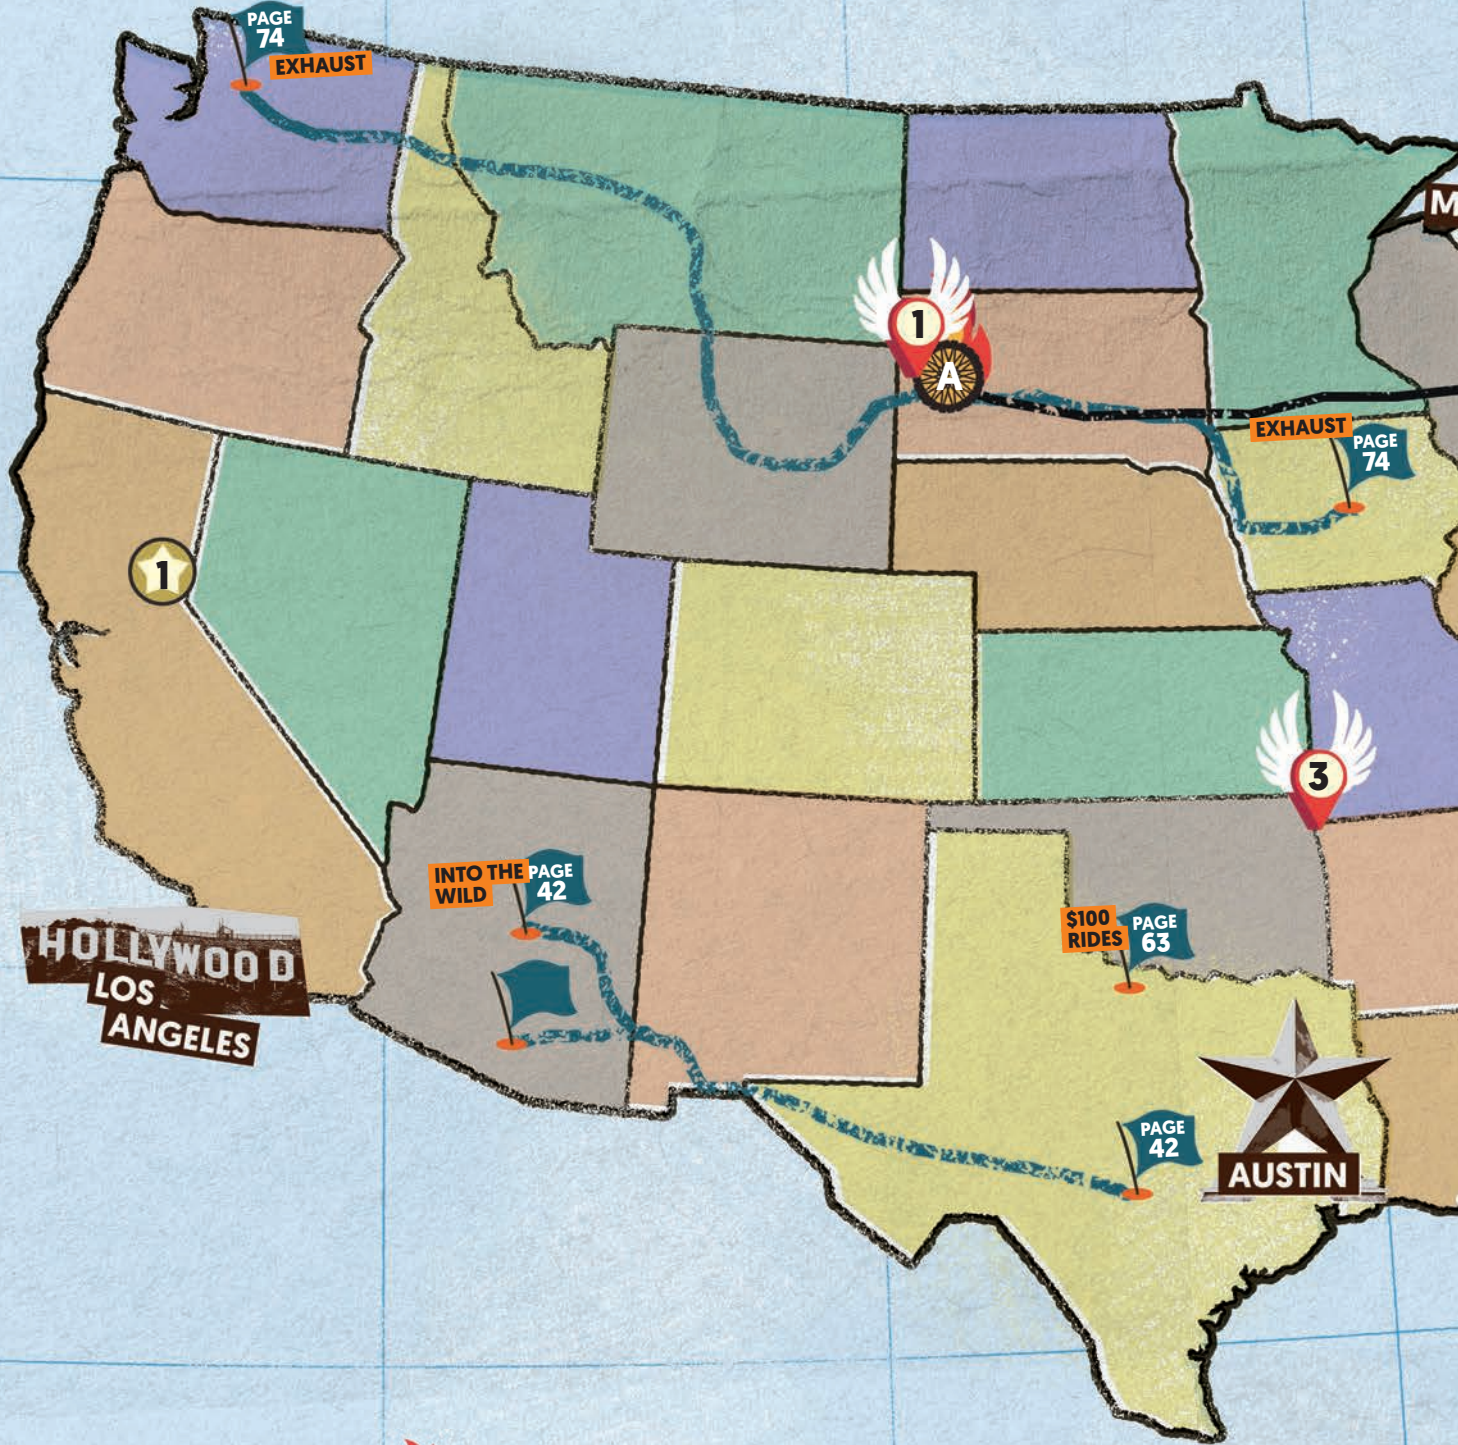 PAGE
74
EXHAUST
M
1
A
EXHAUST
PAGE
74
1
3
INTO THE
WILD
PAGE
42
$100
RIDES
PAGE
63
HOLLYWOOD
LOS
ANGELES
PAGE
42
AUSTIN